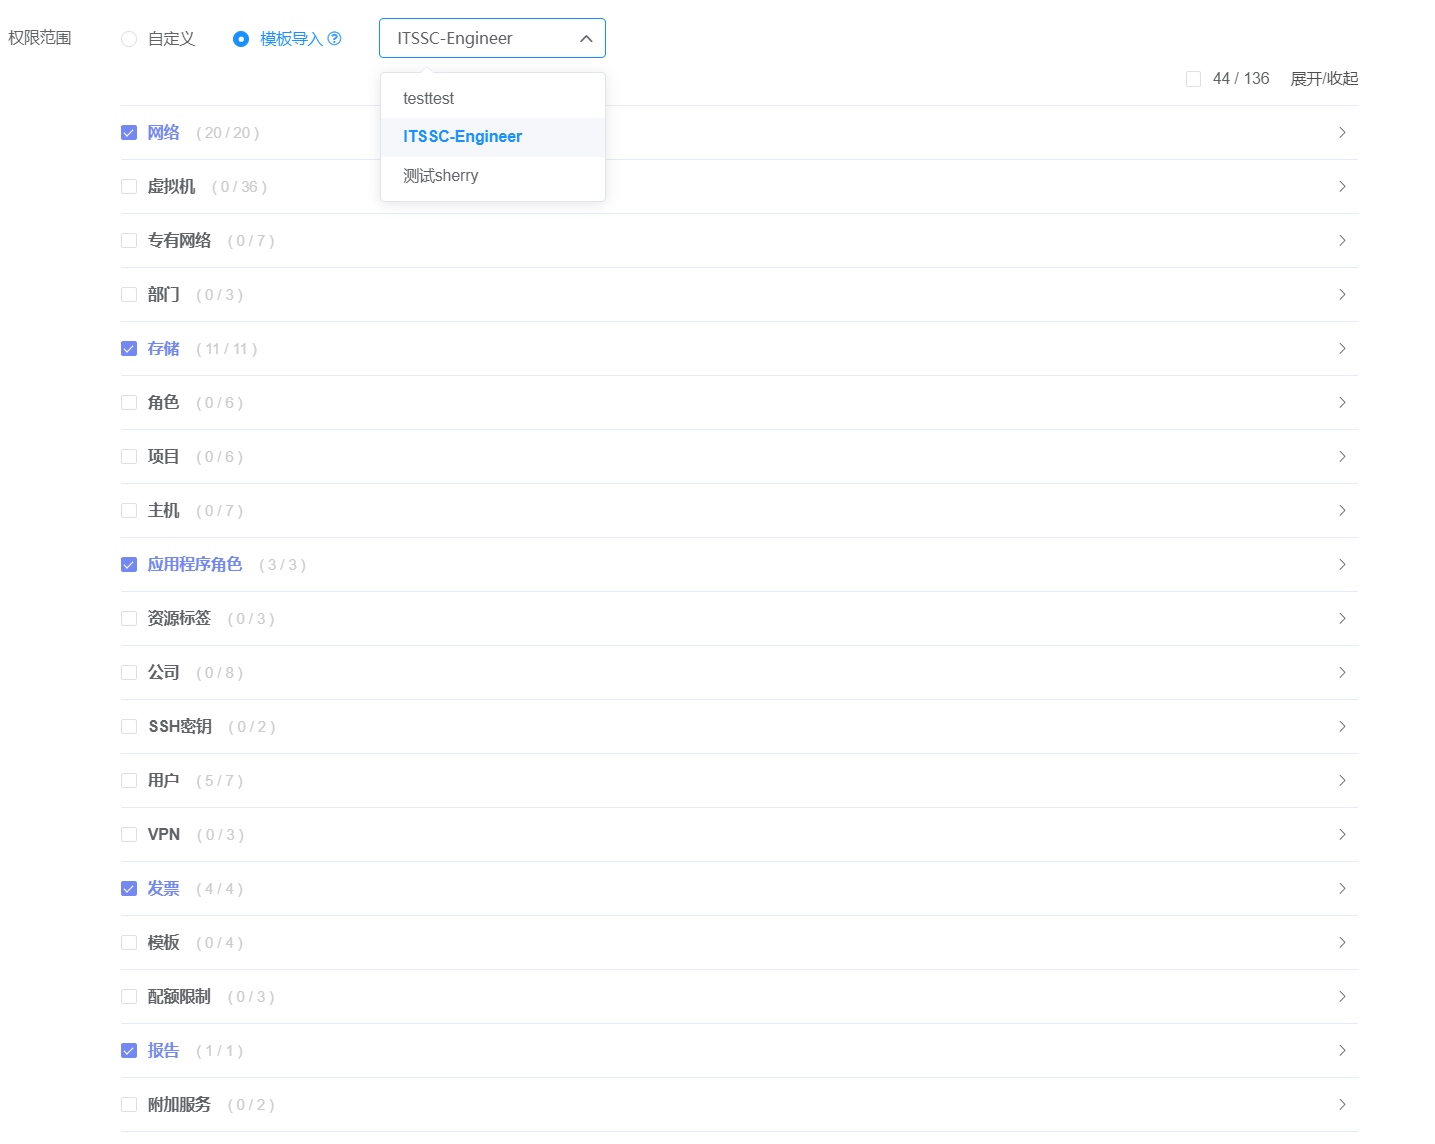 权限范围 自定义 模板导入 ITSSC-Engineer
testtest
ITSSC-Engineer
测试sherry
44 / 136 展开/收起
网络 ( 20 / 20 )
虚拟机 ( 0 / 36 )
专有网络 ( 0 / 7 )
部门 ( 0 / 3 )
存储 ( 11 / 11 )
角色 ( 0 / 6 )
项目 ( 0 / 6 )
主机 ( 0 / 7 )
应用程序角色 ( 3 / 3 )
资源标签 ( 0 / 3 )
公司 ( 0 / 8 )
SSH密钥 ( 0 / 2 )
用户 ( 5 / 7 )
VPN ( 0 / 3 )
发票 ( 4 / 4 )
模板 ( 0 / 4 )
配额限制 ( 0 / 3 )
报告 ( 1 / 1 )
附加服务 ( 0 / 2 )